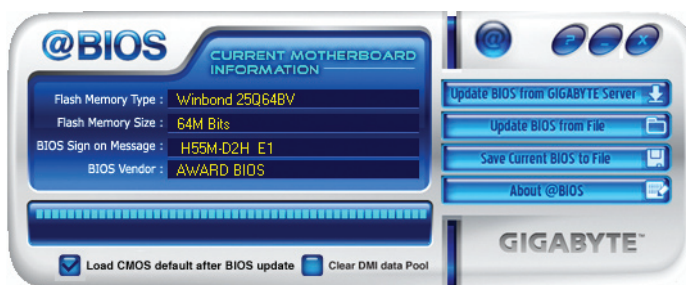 @BIOS
CURRENT MOTHERBOARD
INFORMATION
Flash Memory Type : Winbond 25Q64BV
Flash Memory Size : 64M Bits
BIOS Sign on Message : H55M-D2H E1
BIOS Vendor : AWARD BIOS
Load CMOS default after BIOS update
Clear DMI data Pool
@
? – X
Update BIOS from GIGABYTE Server
Update BIOS from File
Save Current BIOS to File
About @BIOS
GIGABYTE™